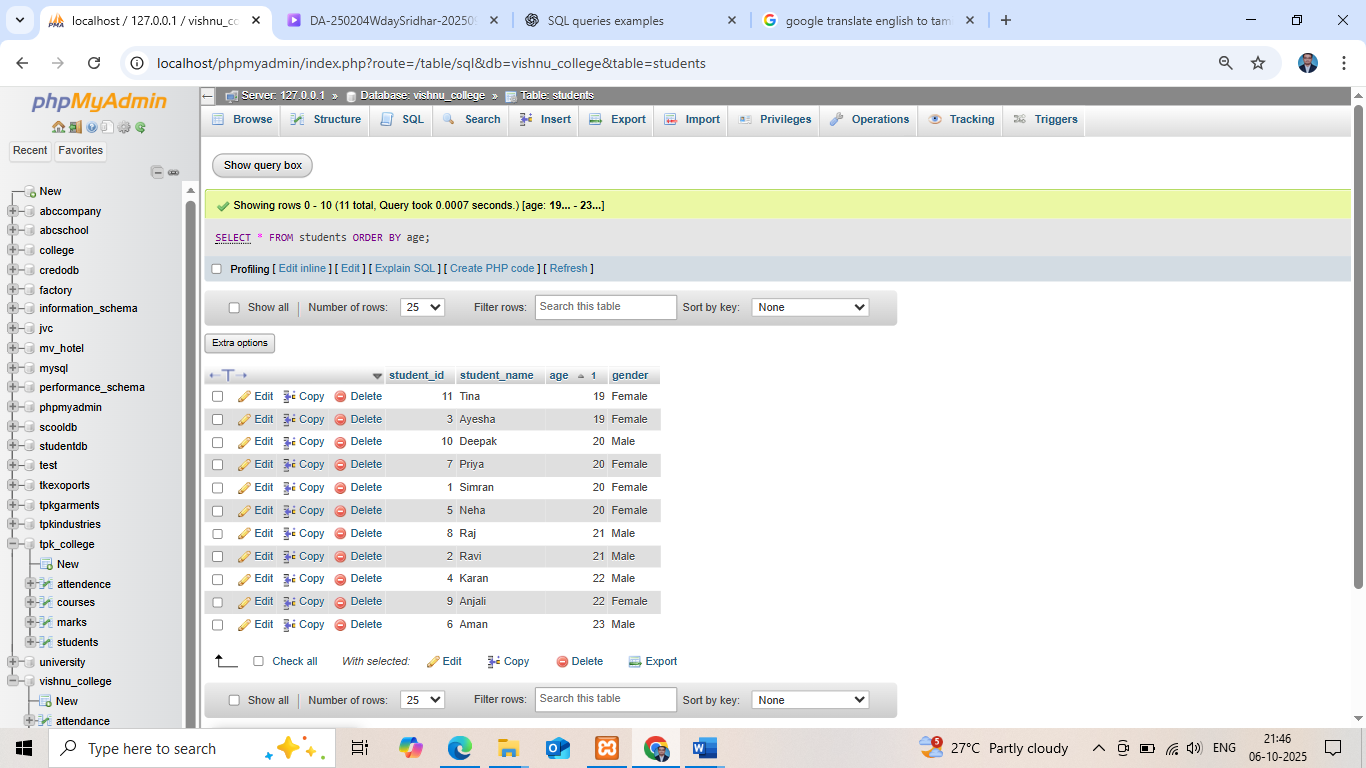 localhost / 127.0.0.1 / vishnu_co
DA-250204WdaySridhar-202509
SQL queries examples
google translate english to tam
localhost/phpmyadmin/index.php?route=/table/sql&db=vishnu_college&table=students
phpMyAdmin
Recent Favorites
New
abccompany
abcschool
college
credodb
factory
information_schema
jvc
mv_hotel
mysql
performance_schema
phpmyadmin
scooldb
studentdb
test
tkexoports
tpkgarments
tpkindustries
tpk_college
New
attendence
courses
marks
students
university
vishnu_college
New
attendance
Server: 127.0.0.1 » Database: vishnu_college » Table: students
Browse Structure SQL Search Insert Export Import Privileges Operations Tracking Triggers
Show query box
Showing rows 0 - 10 (11 total, Query took 0.0007 seconds.) [age: 19... - 23...]
SELECT * FROM students ORDER BY age;
Profiling [ Edit inline ] [ Edit ] [ Explain SQL ] [ Create PHP code ] [ Refresh ]
Show all | Number of rows: 25 Filter rows: Search this table Sort by key: None
Extra options
student_id student_name age 1 gender
Edit Copy Delete 11 Tina 19 Female
Edit Copy Delete 3 Ayesha 19 Female
Edit Copy Delete 10 Deepak 20 Male
Edit Copy Delete 7 Priya 20 Female
Edit Copy Delete 1 Simran 20 Female
Edit Copy Delete 5 Neha 20 Female
Edit Copy Delete 8 Raj 21 Male
Edit Copy Delete 2 Ravi 21 Male
Edit Copy Delete 4 Karan 22 Male
Edit Copy Delete 9 Anjali 22 Female
Edit Copy Delete 6 Aman 23 Male
Check all With selected: Edit Copy Delete Export
Show all | Number of rows: 25 Filter rows: Search this table Sort by key: None
Type here to search
5
27°C Partly cloudy
ENG
21:46
06-10-2025